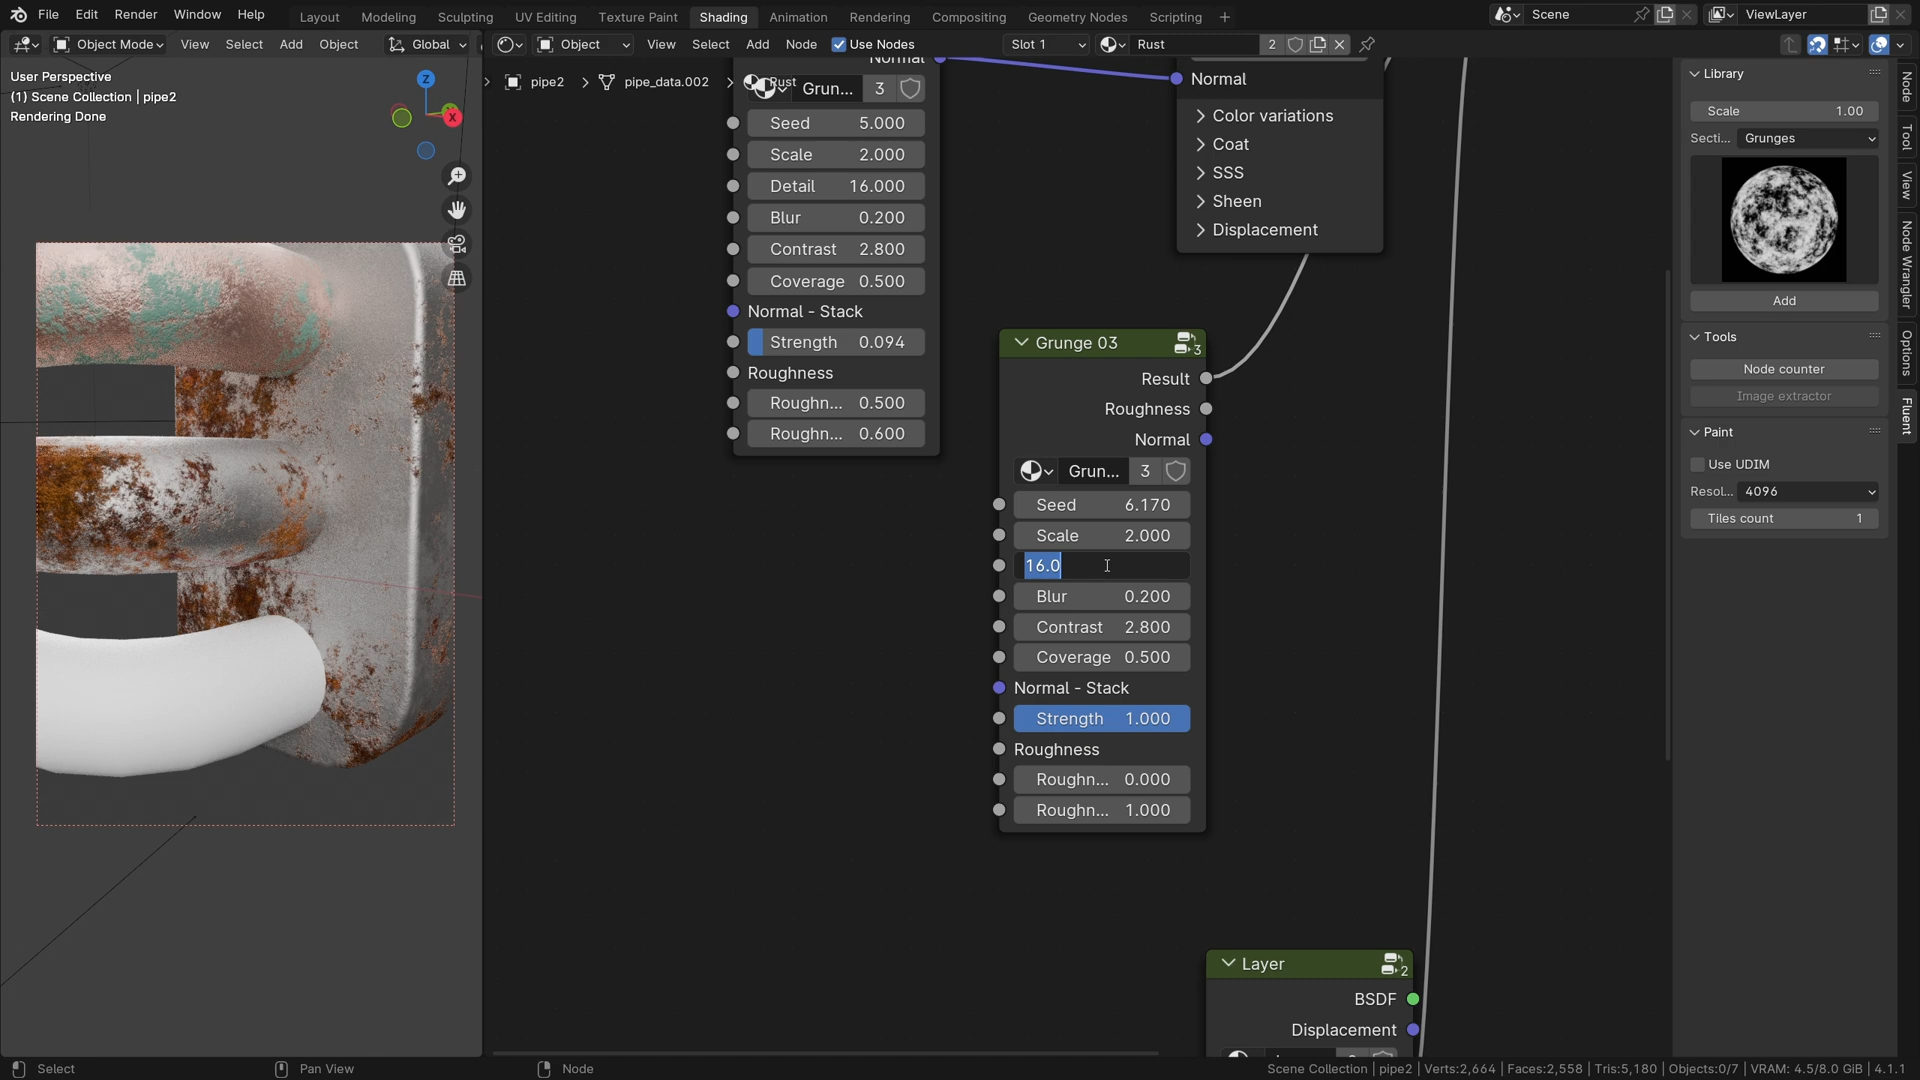 File Edit Render Window Help Layout Modeling Sculpting UV Editing Texture Paint Shading Animation Rendering Compositing Geometry Nodes Scripting + Scene ViewLayer
Object Mode View Select Add Object Global Object View Select Add Node Use Nodes Slot 1 Rust 2
User Perspective
(1) Scene Collection | pipe2
Rendering Done
Z
X
pipe2 > pipe_data.002 > Rust
Normal
Grun... 3
Seed 5.000
Scale 2.000
Detail 16.000
Blur 0.200
Contrast 2.800
Coverage 0.500
Normal - Stack
Strength 0.094
Roughness
Roughn... 0.500
Roughn... 0.600
Normal
Color variations
Coat
SSS
Sheen
Displacement
Grunge 03 3
Result
Roughness
Normal
Grun... 3
Seed 6.170
Scale 2.000
16.0
Blur 0.200
Contrast 2.800
Coverage 0.500
Normal - Stack
Strength 1.000
Roughness
Roughn... 0.000
Roughn... 1.000
Layer 2
BSDF
Displacement
Library
Scale 1.00
Secti... Grunges
Add
Tools
Node counter
Image extractor
Paint
Use UDIM
Resol... 4096
Tiles count 1
Node
Tool
View
Node Wrangler
Options
Fluent
Select Pan View Node Scene Collection | pipe2 | Verts:2,664 | Faces:2,558 | Tris:5,180 | Objects:0/7 | VRAM: 4.5/8.0 GiB | 4.1.1